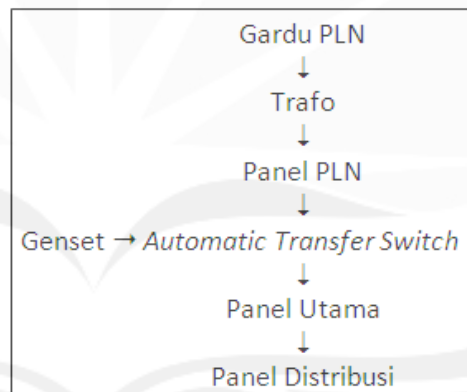 Gardu PLN
↓
Trafo
↓
Panel PLN
↓
Genset → Automatic Transfer Switch
↓
Panel Utama
↓
Panel Distribusi